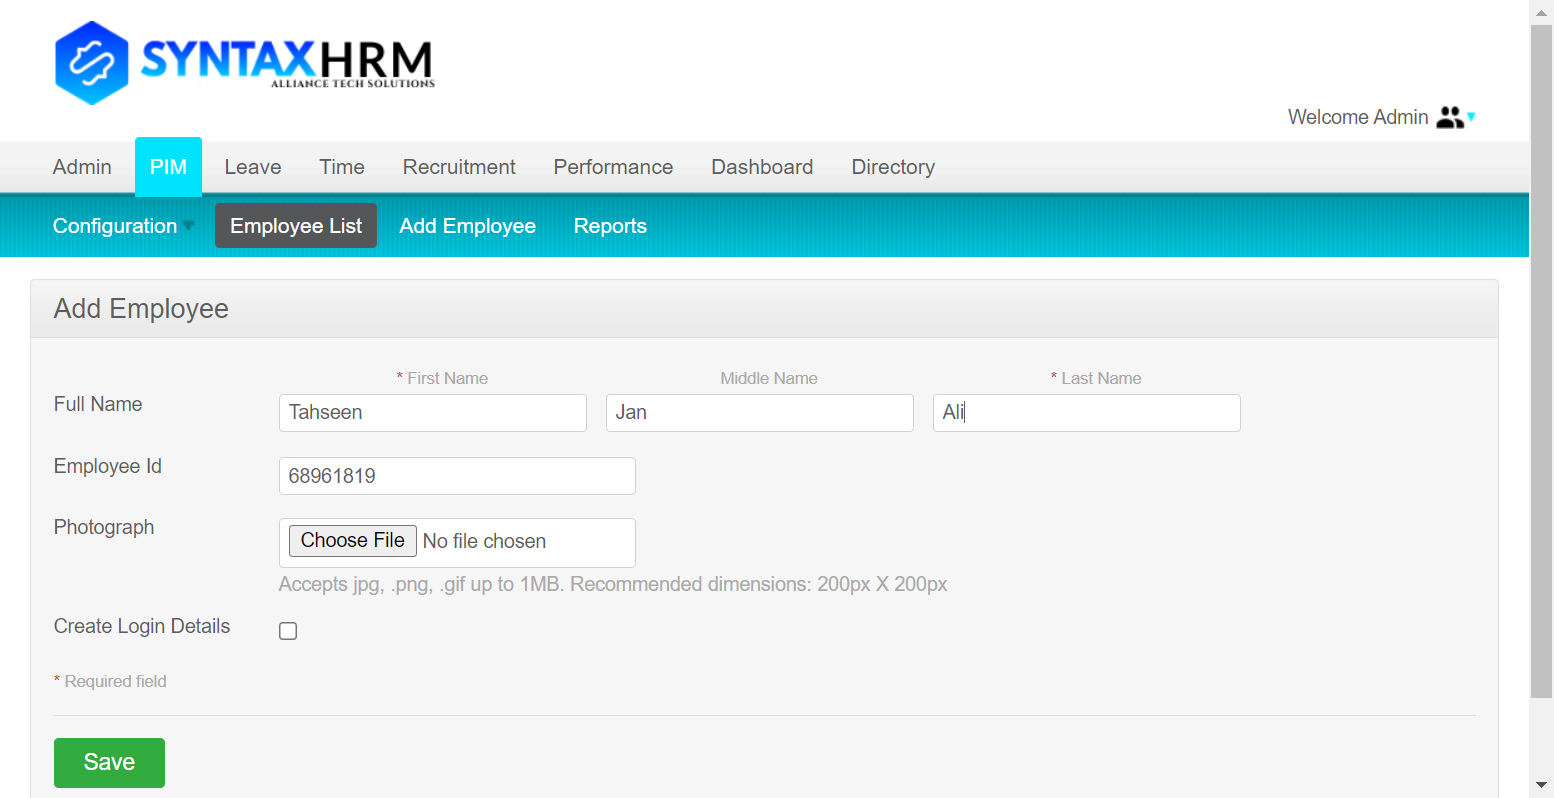 SYNTAXHRM
ALLIANCE TECH SOLUTIONS
Welcome Admin
Admin PIM Leave Time Recruitment Performance Dashboard Directory
Configuration Employee List Add Employee Reports
Add Employee
* First Name Middle Name * Last Name
Full Name Tahseen Jan Ali
Employee Id 68961819
Photograph Choose File No file chosen
Accepts jpg, .png, .gif up to 1MB. Recommended dimensions: 200px X 200px
Create Login Details
* Required field
Save